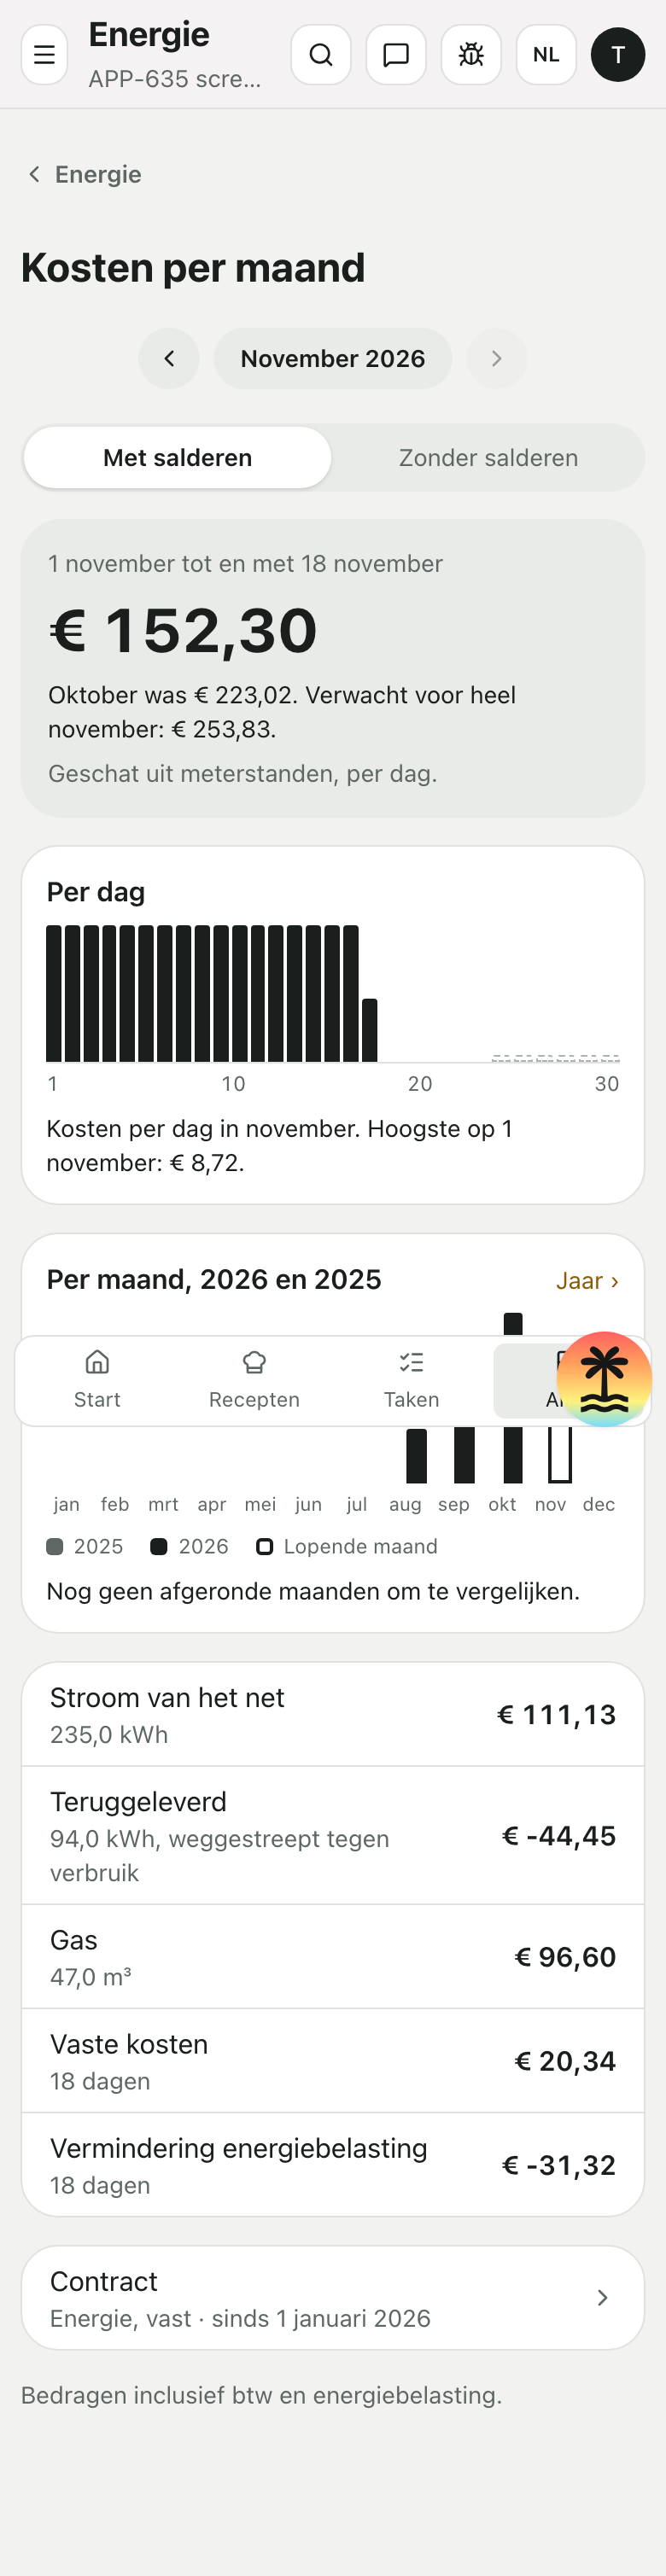 Energie
APP-635 scre...
NL
T
Energie
Kosten per maand
November 2026
Met salderen
Zonder salderen
1 november tot en met 18 november
€ 152,30
Oktober was € 223,02. Verwacht voor heel
november: € 253,83.
Geschat uit meterstanden, per dag.
Per dag
1 10 20 30
Kosten per dag in november. Hoogste op 1
november: € 8,72.
Per maand, 2026 en 2025
Jaar ›
Start
Recepten
Taken
jan feb mrt apr mei jun jul aug sep okt nov dec
2025 2026 Lopende maand
Nog geen afgeronde maanden om te vergelijken.
Stroom van het net
235,0 kWh
€ 111,13
Teruggeleverd
94,0 kWh, weggestreept tegen
verbruik
€ -44,45
Gas
47,0 m³
€ 96,60
Vaste kosten
18 dagen
€ 20,34
Vermindering energiebelasting
18 dagen
€ -31,32
Contract
Energie, vast · sinds 1 januari 2026
Bedragen inclusief btw en energiebelasting.